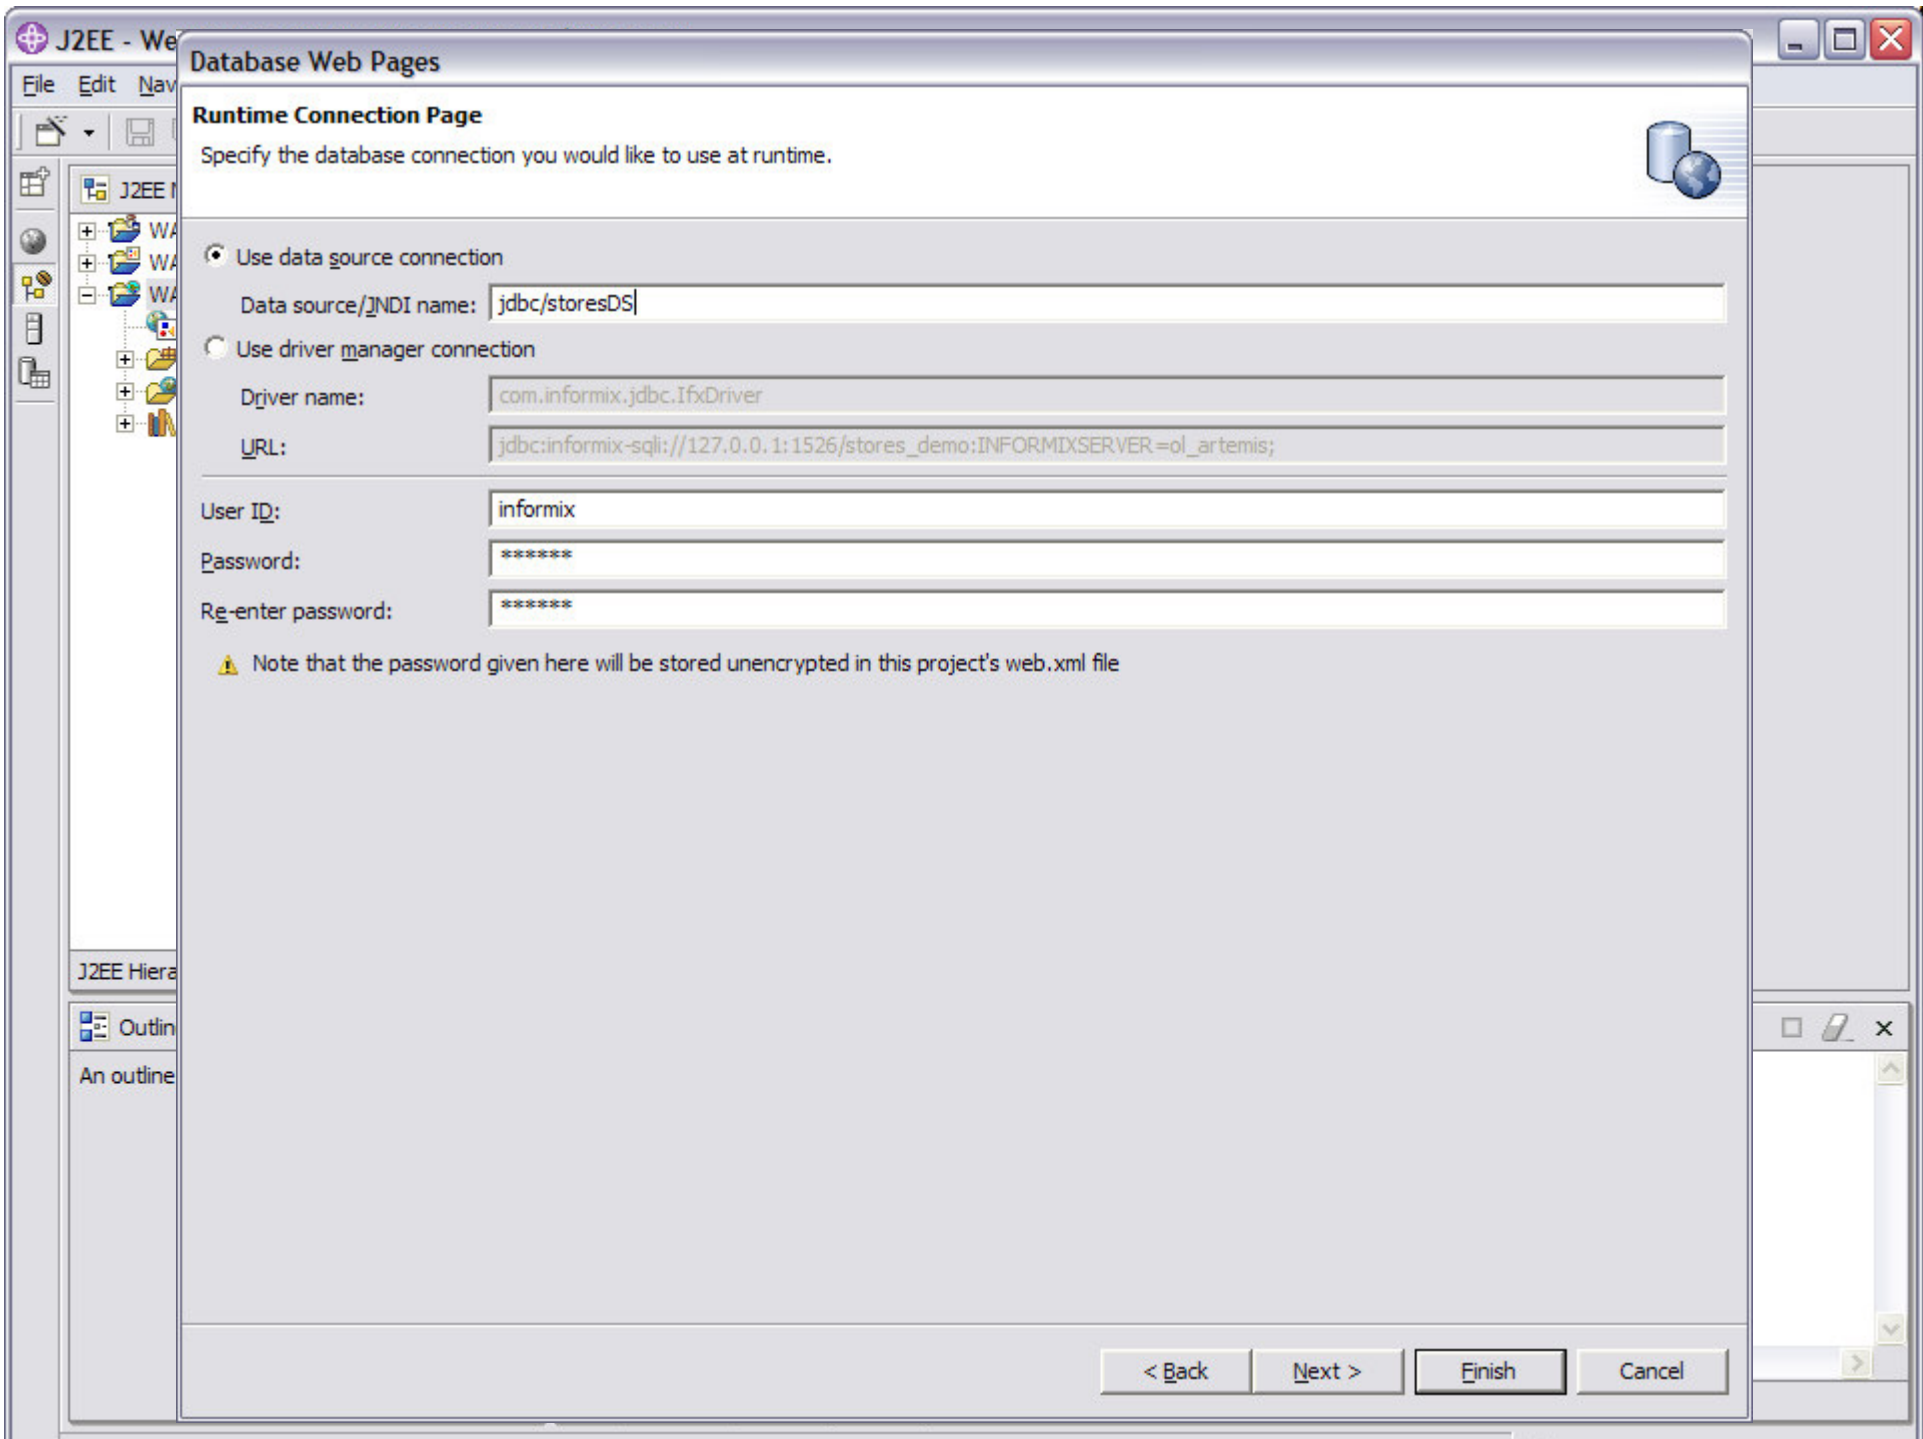 J2EE - We
Database Web Pages
File Edit Nav
Runtime Connection Page
Specify the database connection you would like to use at runtime.
J2EE
WA
WA
WA
Use data source connection
Data source/JNDI name: jdbc/storesDS
Use driver manager connection
Driver name: com.informix.jdbc.IfxDriver
URL: jdbc:informix-sqli://127.0.0.1:1526/stores_demo:INFORMIXSERVER=ol_artemis;
User ID: informix
Password: ******
Re-enter password: ******
Note that the password given here will be stored unencrypted in this project's web.xml file
J2EE Hiera
Outlin
An outline
< Back Next > Finish Cancel